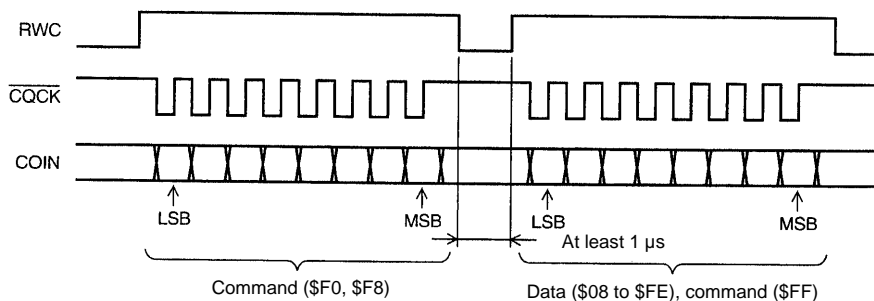 RWC
CQCK
COIN
LSB
MSB
LSB
MSB
At least 1 µs
Command ($F0, $F8)
Data ($08 to $FE), command ($FF)